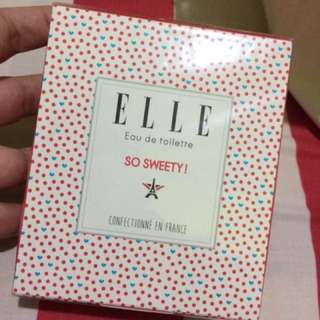 ELLE
Eau de toilette
SO SWEETY!
CONFECTIONNÉ EN FRANCE